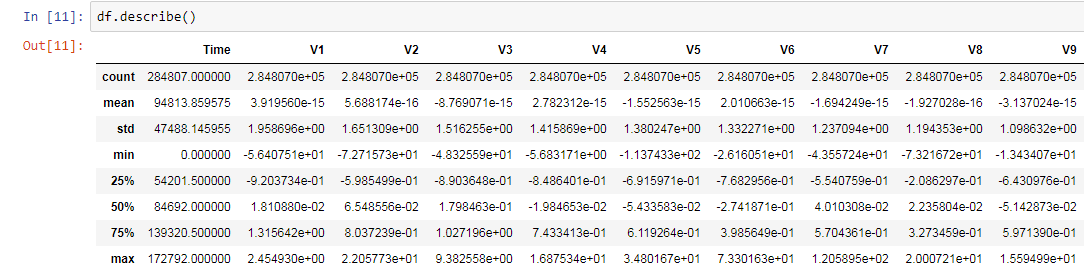 In [11]: df.describe()
Out[11]:
Time V1 V2 V3 V4 V5 V6 V7 V8 V9
count 284807.000000 2.848070e+05 2.848070e+05 2.848070e+05 2.848070e+05 2.848070e+05 2.848070e+05 2.848070e+05 2.848070e+05 2.848070e+05
mean 94813.859575 3.919560e-15 5.688174e-16 -8.769071e-15 2.782312e-15 -1.552563e-15 2.010663e-15 -1.694249e-15 -1.927028e-16 -3.137024e-15
std 47488.145955 1.958696e+00 1.651309e+00 1.516255e+00 1.415869e+00 1.380247e+00 1.332271e+00 1.237094e+00 1.194353e+00 1.098632e+00
min 0.000000 -5.640751e+01 -7.271573e+01 -4.832559e+01 -5.683171e+00 -1.137433e+02 -2.616051e+01 -4.355724e+01 -7.321672e+01 -1.343407e+01
25% 54201.500000 -9.203734e-01 -5.985499e-01 -8.903648e-01 -8.486401e-01 -6.915971e-01 -7.682956e-01 -5.540759e-01 -2.086297e-01 -6.430976e-01
50% 84692.000000 1.810880e-02 6.548556e-02 1.798463e-01 -1.984653e-02 -5.433583e-02 -2.741871e-01 4.010308e-02 2.235804e-02 -5.142873e-02
75% 139320.500000 1.315642e+00 8.037239e-01 1.027196e+00 7.433413e-01 6.119264e-01 3.985649e-01 5.704361e-01 3.273459e-01 5.971390e-01
max 172792.000000 2.454930e+00 2.205773e+01 9.382558e+00 1.687534e+01 3.480167e+01 7.330163e+01 1.205895e+02 2.000721e+01 1.559499e+01